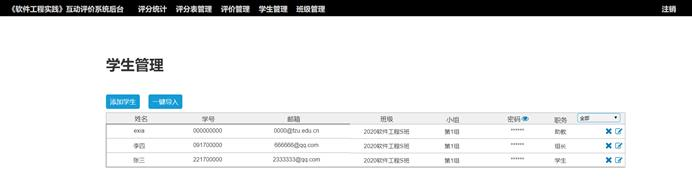 《软件工程实践》互动评价系统后台 评分统计 评分表管理 评价管理 学生管理 班级管理 注销
学生管理
添加学生 一键导入
姓名 学号 邮箱 班级 小组 密码 职务 全部
exia 000000000 0000@fzu.edu.cn 2020软件工程S班 第1组 ****** 助教
李四 091700000 666666@qq.com 2020软件工程S班 第1组 ****** 组长
张三 221700000 2333333@qq.com 2020软件工程S班 第1组 ****** 学生